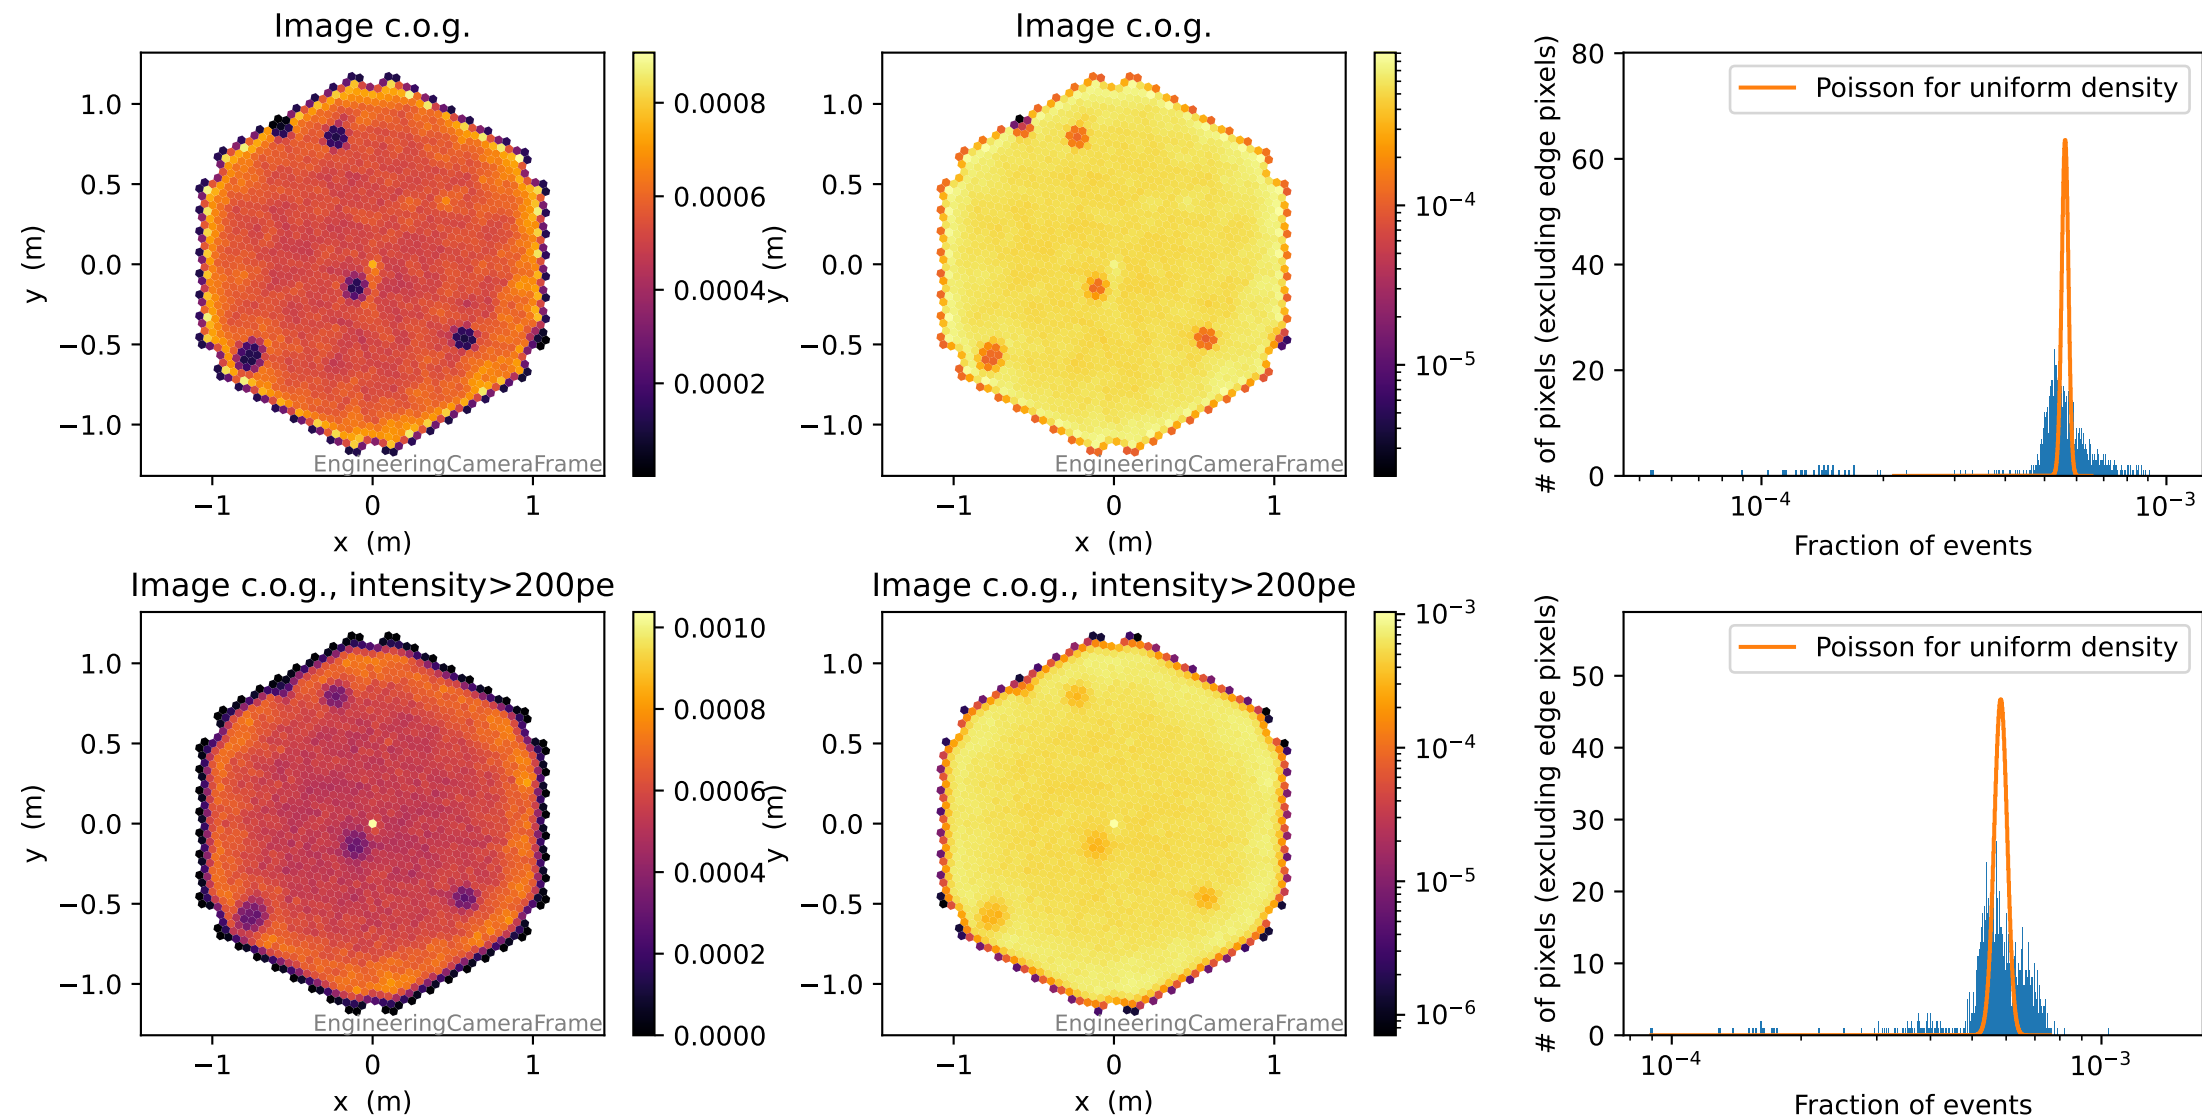 Image c.o.g.
y (m)
1.0
0.5
0.0
−0.5
−1.0
−1
0
1
x (m)
EngineeringCameraFrame
0.0008
0.0006
0.0004
0.0002
Image c.o.g.
y (m)
1.0
0.5
0.0
−0.5
−1.0
−1
0
1
x (m)
EngineeringCameraFrame
10⁻⁴
10⁻⁵
# of pixels (excluding edge pixels)
80
60
40
20
0
Poisson for uniform density
10⁻⁴
10⁻³
Fraction of events
Image c.o.g., intensity>200pe
y (m)
1.0
0.5
0.0
−0.5
−1.0
−1
0
1
x (m)
EngineeringCameraFrame
0.0010
0.0008
0.0006
0.0004
0.0002
0.0000
Image c.o.g., intensity>200pe
y (m)
1.0
0.5
0.0
−0.5
−1.0
−1
0
1
x (m)
EngineeringCameraFrame
10⁻³
10⁻⁴
10⁻⁵
10⁻⁶
# of pixels (excluding edge pixels)
50
40
30
20
10
0
Poisson for uniform density
10⁻⁴
10⁻³
Fraction of events